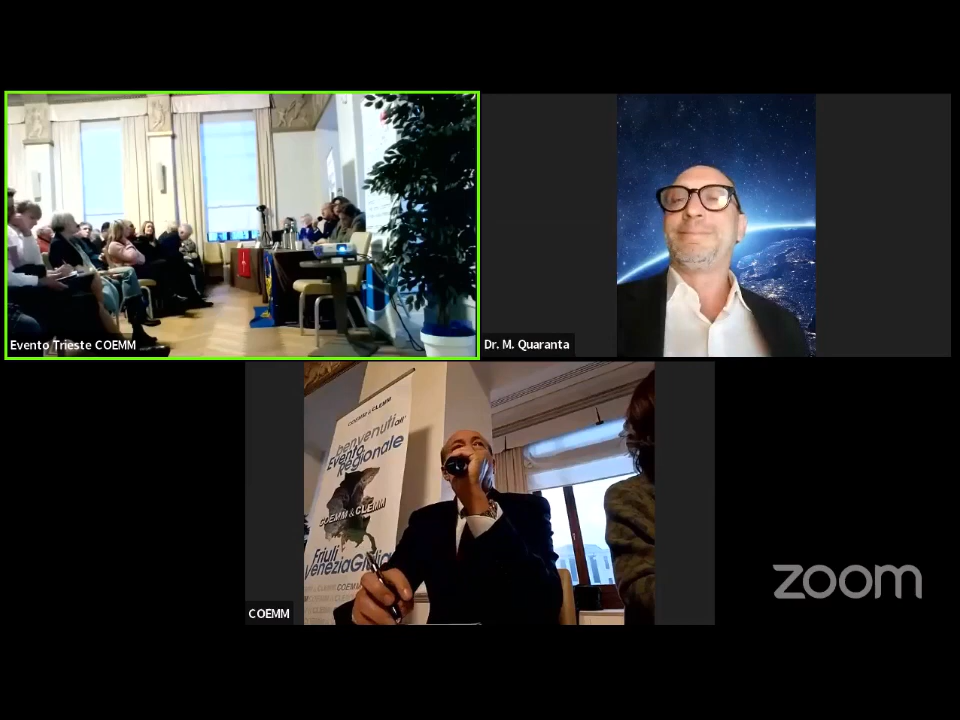 Evento Trieste COEMM
Dr. M. Quaranta
COEMM & CLEMM
benvenuti all'
Evento
Regionale
COEMM & CLEMM
Friuli
VeneziaGiulia
COEMM
zoom